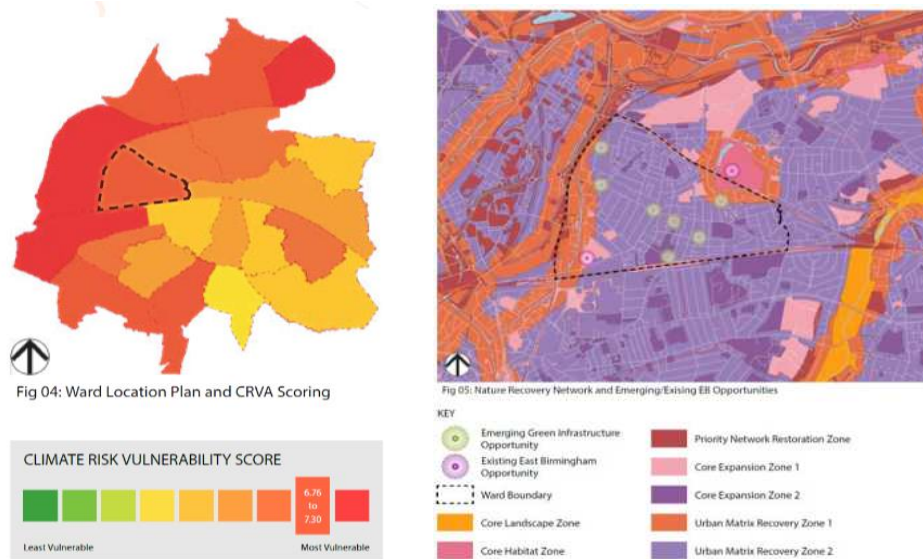 Fig 04: Ward Location Plan and CRVA Scoring
CLIMATE RISK VULNERABILITY SCORE
6.76
to
7.30
Least Vulnerable
Most Vulnerable
Fig 05: Nature Recovery Network and Emerging/Exising EB Opportunities
KEY
Emerging Green Infrastructure
Opportunity
Existing East Birmingham
Opportunity
Ward Boundary
Core Landscape Zone
Core Habitat Zone
Priority Network Restoration Zone
Core Expansion Zone 1
Core Expansion Zone 2
Urban Matrix Recovery Zone 1
Urban Matrix Recovery Zone 2